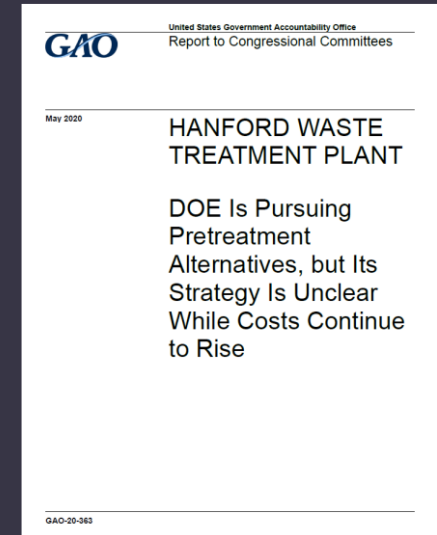 United States Government Accountability Office
GAO
Report to Congressional Committees
May 2020
HANFORD WASTE
TREATMENT PLANT
DOE Is Pursuing
Pretreatment
Alternatives, but Its
Strategy Is Unclear
While Costs Continue
to Rise
GAO-20-363